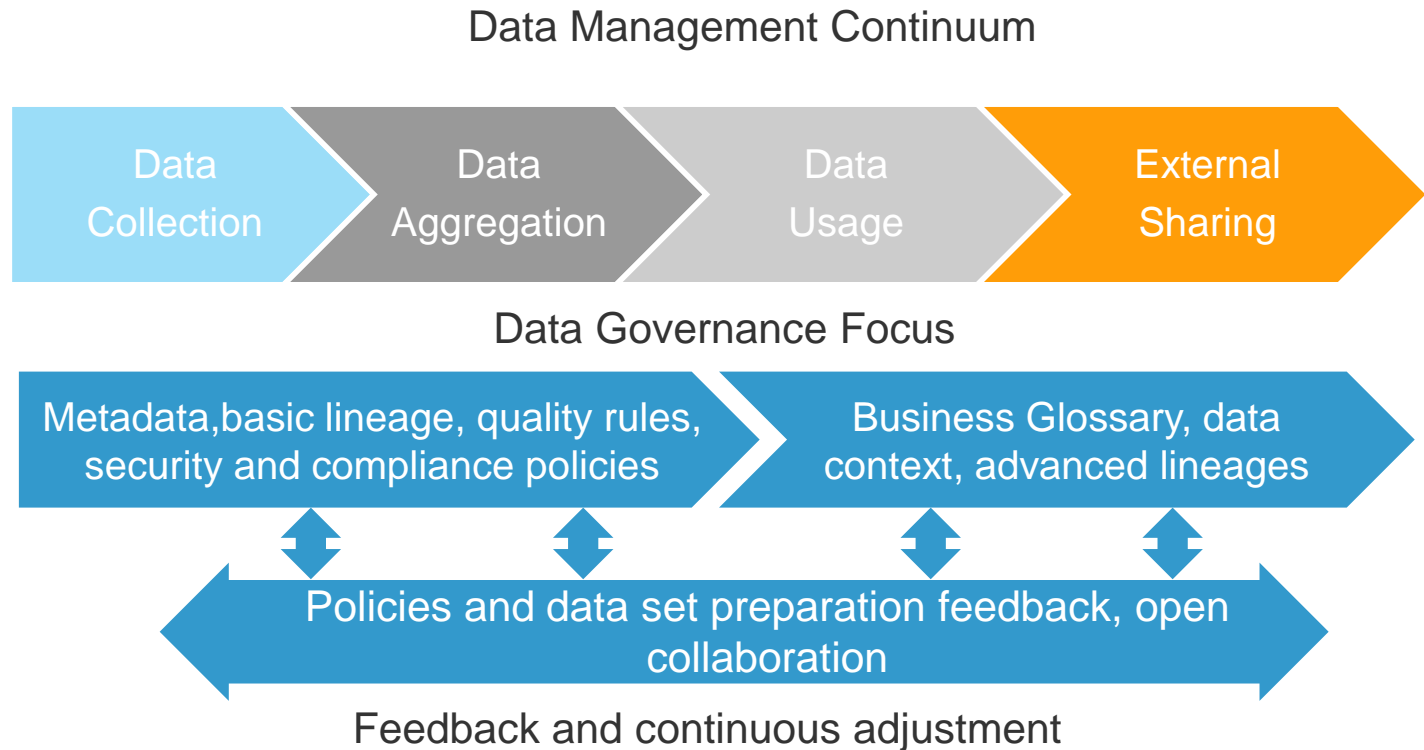 Data Management Continuum
Data
Collection
Data
Aggregation
Data
Usage
External
Sharing
Data Governance Focus
Metadata,basic lineage, quality rules,
security and compliance policies
Business Glossary, data
context, advanced lineages
Policies and data set preparation feedback, open
collaboration
Feedback and continuous adjustment